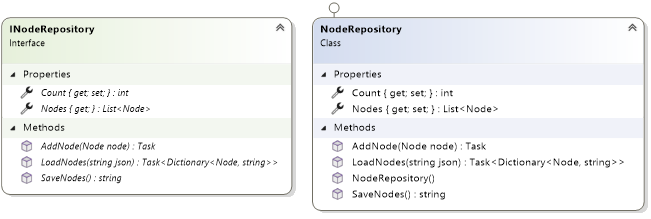 INodeRepository
Interface
Properties
Count { get; set; } : int
Nodes { get; } : List<Node>
Methods
AddNode(Node node) : Task
LoadNodes(string json) : Task<Dictionary<Node, string>>
SaveNodes() : string
NodeRepository
Class
Properties
Count { get; set; } : int
Nodes { get; set; } : List<Node>
Methods
AddNode(Node node) : Task
LoadNodes(string json) : Task<Dictionary<Node, string>>
NodeRepository()
SaveNodes() : string